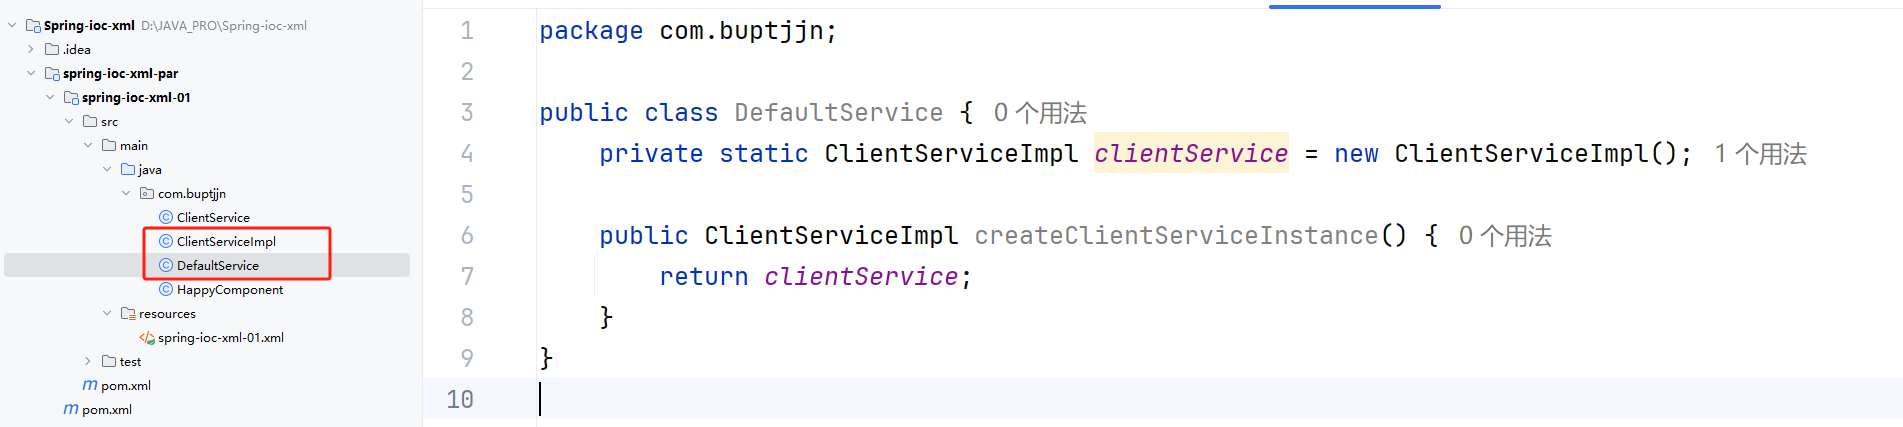 Spring-ioc-xml D:\JAVA_PRO\Spring-ioc-xml
.idea
spring-ioc-xml-par
spring-ioc-xml-01
src
main
java
com.buptjjn
ClientService
ClientServiceImpl
DefaultService
HappyComponent
resources
spring-ioc-xml-01.xml
test
pom.xml
pom.xml
1 package com.buptjjn;
2
3 public class DefaultService { 0 个用法
4 private static ClientServiceImpl clientService = new ClientServiceImpl(); 1 个用法
5
6 public ClientServiceImpl createClientServiceInstance() { 0 个用法
7 return clientService;
8 }
9 }
10